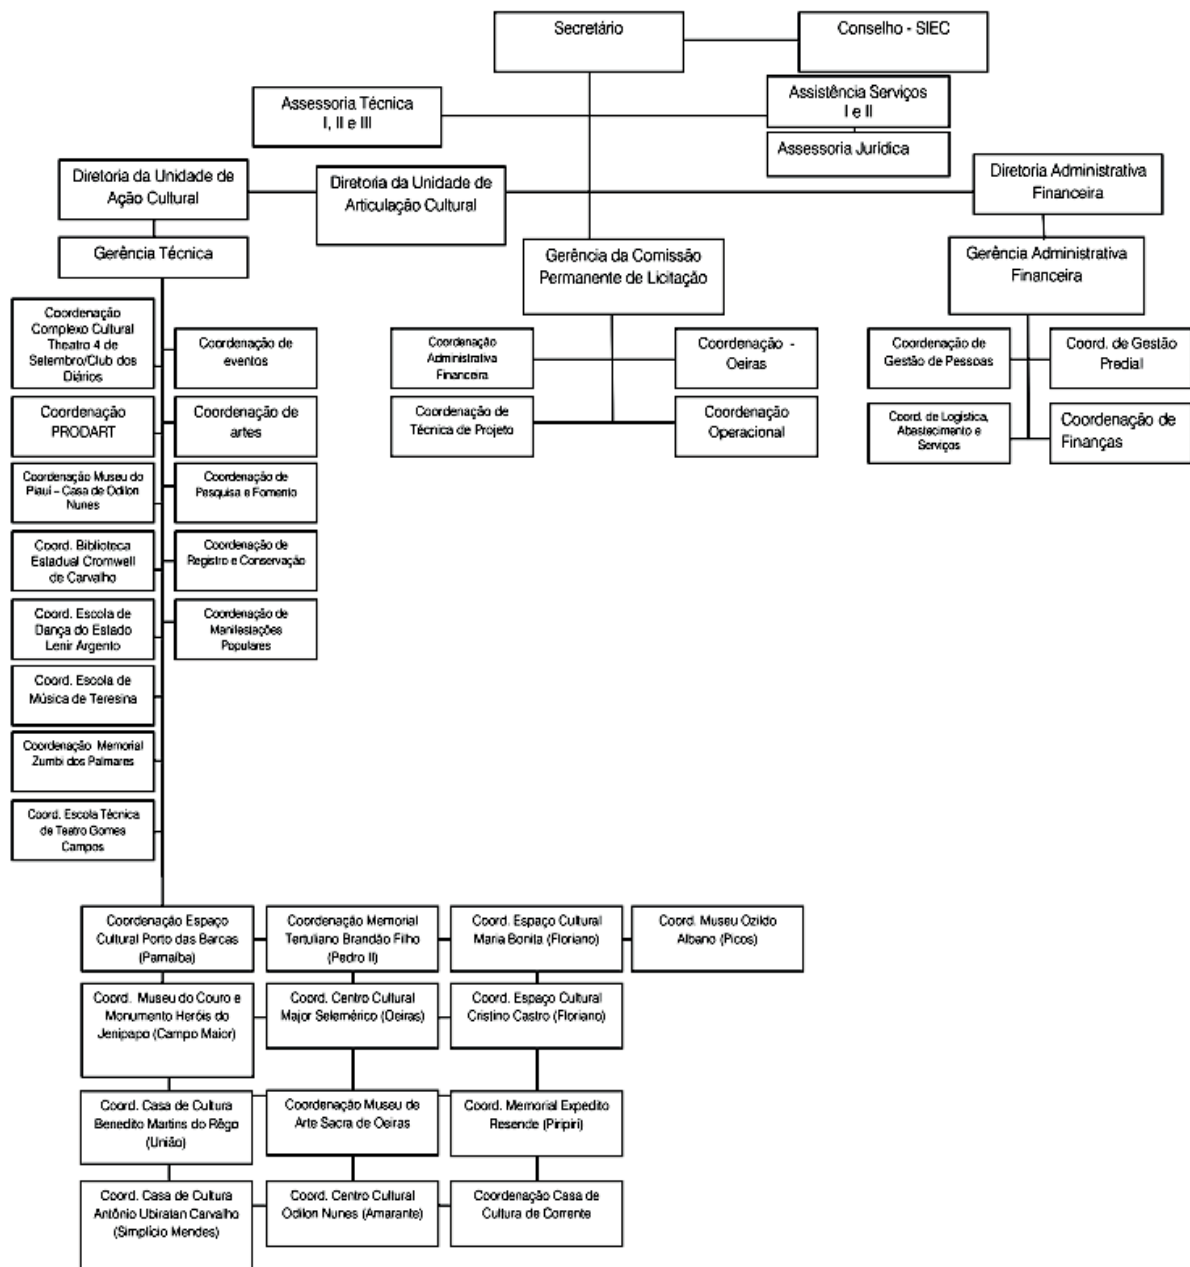 Secretário
Conselho - SIEC
Assessoria Técnica
I, II e III
Assistência Serviços
I e II
Assessoria Jurídica
Diretoria da Unidade de
Ação Cultural
Diretoria da Unidade de
Articulação Cultural
Diretoria Administrativa
Financeira
Gerência Técnica
Gerência da Comissão
Permanente de Licitação
Gerência Administrativa
Financeira
Coordenação
Complexo Cultural
Theatro 4 de
Setembro/Club dos
Diários
Coordenação de
eventos
Coordenação
Administrativa
Financeira
Coordenação -
Oeiras
Coordenação de
Gestão de Pessoas
Coord. de Gestão
Predial
Coordenação
PRODART
Coordenação de
artes
Coordenação de
Técnica de Projeto
Coordenação
Operacional
Coord. de Logística,
Abastecimento e
Serviços
Coordenação de
Finanças
Coordenação Museu do
Piauí – Casa de Odilon
Nunes
Coordenação de
Pesquisa e Fomento
Coord. Biblioteca
Estadual Cromwell
de Carvalho
Coordenação de
Registro e Conservação
Coord. Escola de
Dança do Estado
Lenir Argento
Coordenação de
Manifestações
Populares
Coord. Escola de
Música de Teresina
Coordenação Memorial
Zumbi dos Palmares
Coord. Escola Técnica
de Teatro Gomes
Campos
Coordenação Espaço
Cultural Porto das Barcas
(Parnaíba)
Coordenação Memorial
Tertuliano Brandão Filho
(Pedro II)
Coord. Espaço Cultural
Maria Bonita (Floriano)
Coord. Museu Ozildo
Albano (Picos)
Coord. Museu do Couro e
Monumento Heróis do
Jenipapo (Campo Maior)
Coord. Centro Cultural
Major Selemérico (Oeiras)
Coord. Espaço Cultural
Cristino Castro (Floriano)
Coord. Casa de Cultura
Benedito Martins do Rêgo
(União)
Coordenação Museu de
Arte Sacra de Oeiras
Coord. Memorial Expedito
Resende (Piripiri)
Coord. Casa de Cultura
Antônio Ubiratan Carvalho
(Simplício Mendes)
Coord. Centro Cultural
Odilon Nunes (Amarante)
Coordenação Casa de
Cultura de Corrente